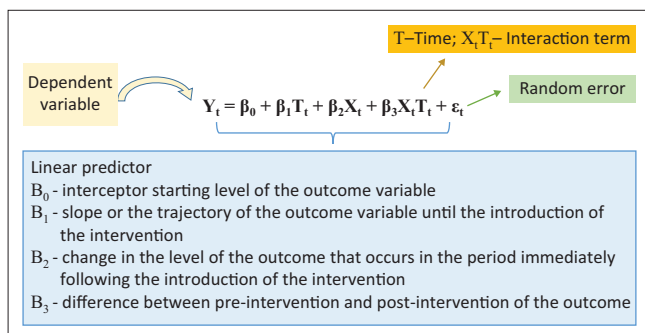 T–Time; XₜTₜ– Interaction term
Dependent
variable
Random error
Yₜ = β₀ + β₁Tₜ + β₂Xₜ + β₃XₜTₜ + εₜ
Linear predictor
B₀ - interceptor starting level of the outcome variable
B₁ - slope or the trajectory of the outcome variable until the introduction of
the intervention
B₂ - change in the level of the outcome that occurs in the period immediately
following the introduction of the intervention
B₃ - difference between pre-intervention and post-intervention of the outcome